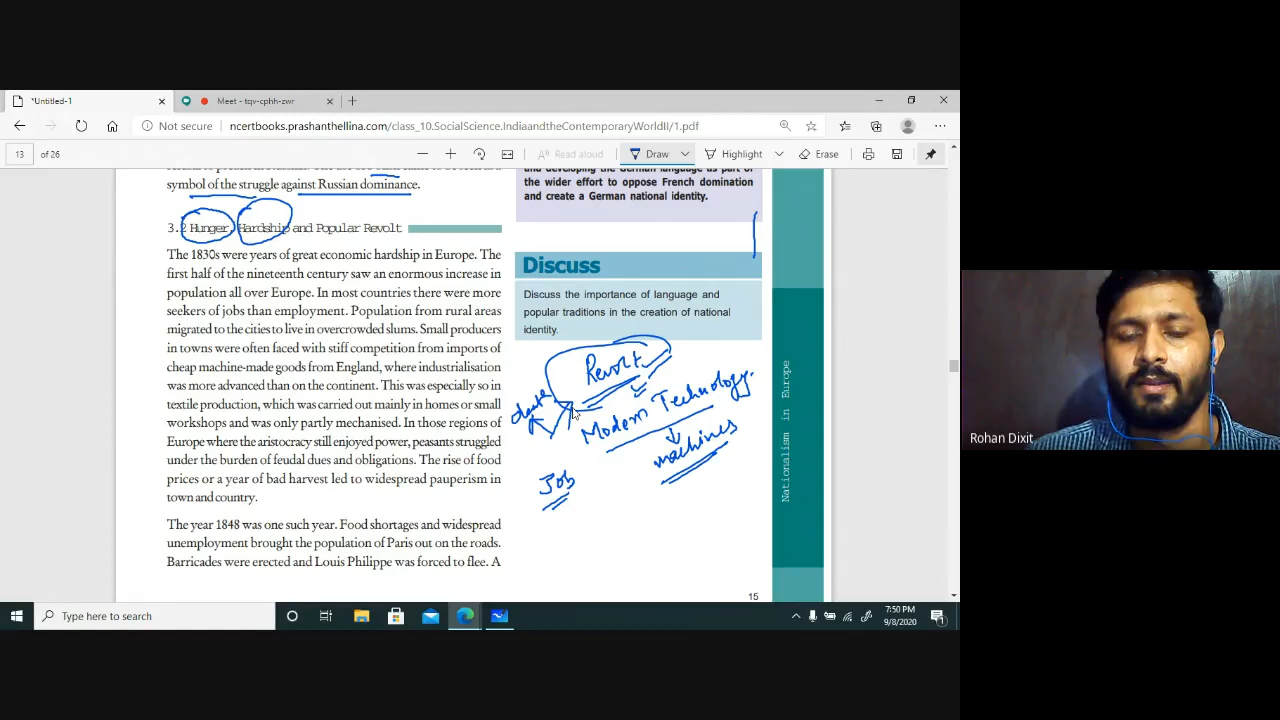 *Untitled-1
Meet - tqv-cphh-zwr
Not secure
ncertbooks.prashanthellina.com/class_10.SocialScience.IndiaandtheContemporaryWorldII/1.pdf
13 of 26
Read aloud
Draw
Highlight
Erase
symbol of the struggle against Russian dominance.
3.2 Hunger, Hardship and Popular Revolt
The 1830s were years of great economic hardship in Europe. The
first half of the nineteenth century saw an enormous increase in
population all over Europe. In most countries there were more
seekers of jobs than employment. Population from rural areas
migrated to the cities to live in overcrowded slums. Small producers
in towns were often faced with stiff competition from imports of
cheap machine-made goods from England, where industrialisation
was more advanced than on the continent. This was especially so in
textile production, which was carried out mainly in homes or small
workshops and was only partly mechanised. In those regions of
Europe where the aristocracy still enjoyed power, peasants struggled
under the burden of feudal dues and obligations. The rise of food
prices or a year of bad harvest led to widespread pauperism in
town and country.
The year 1848 was one such year. Food shortages and widespread
unemployment brought the population of Paris out on the roads.
Barricades were erected and Louis Philippe was forced to flee. A
and developing the German language as part of
the wider effort to oppose French domination
and create a German national identity.
Discuss
Discuss the importance of language and
popular traditions in the creation of national
identity.
Revolt
Modern Technology.
machines
Job
Nationalism in Europe
15
Rohan Dixit
Type here to search
7:50 PM
9/8/2020